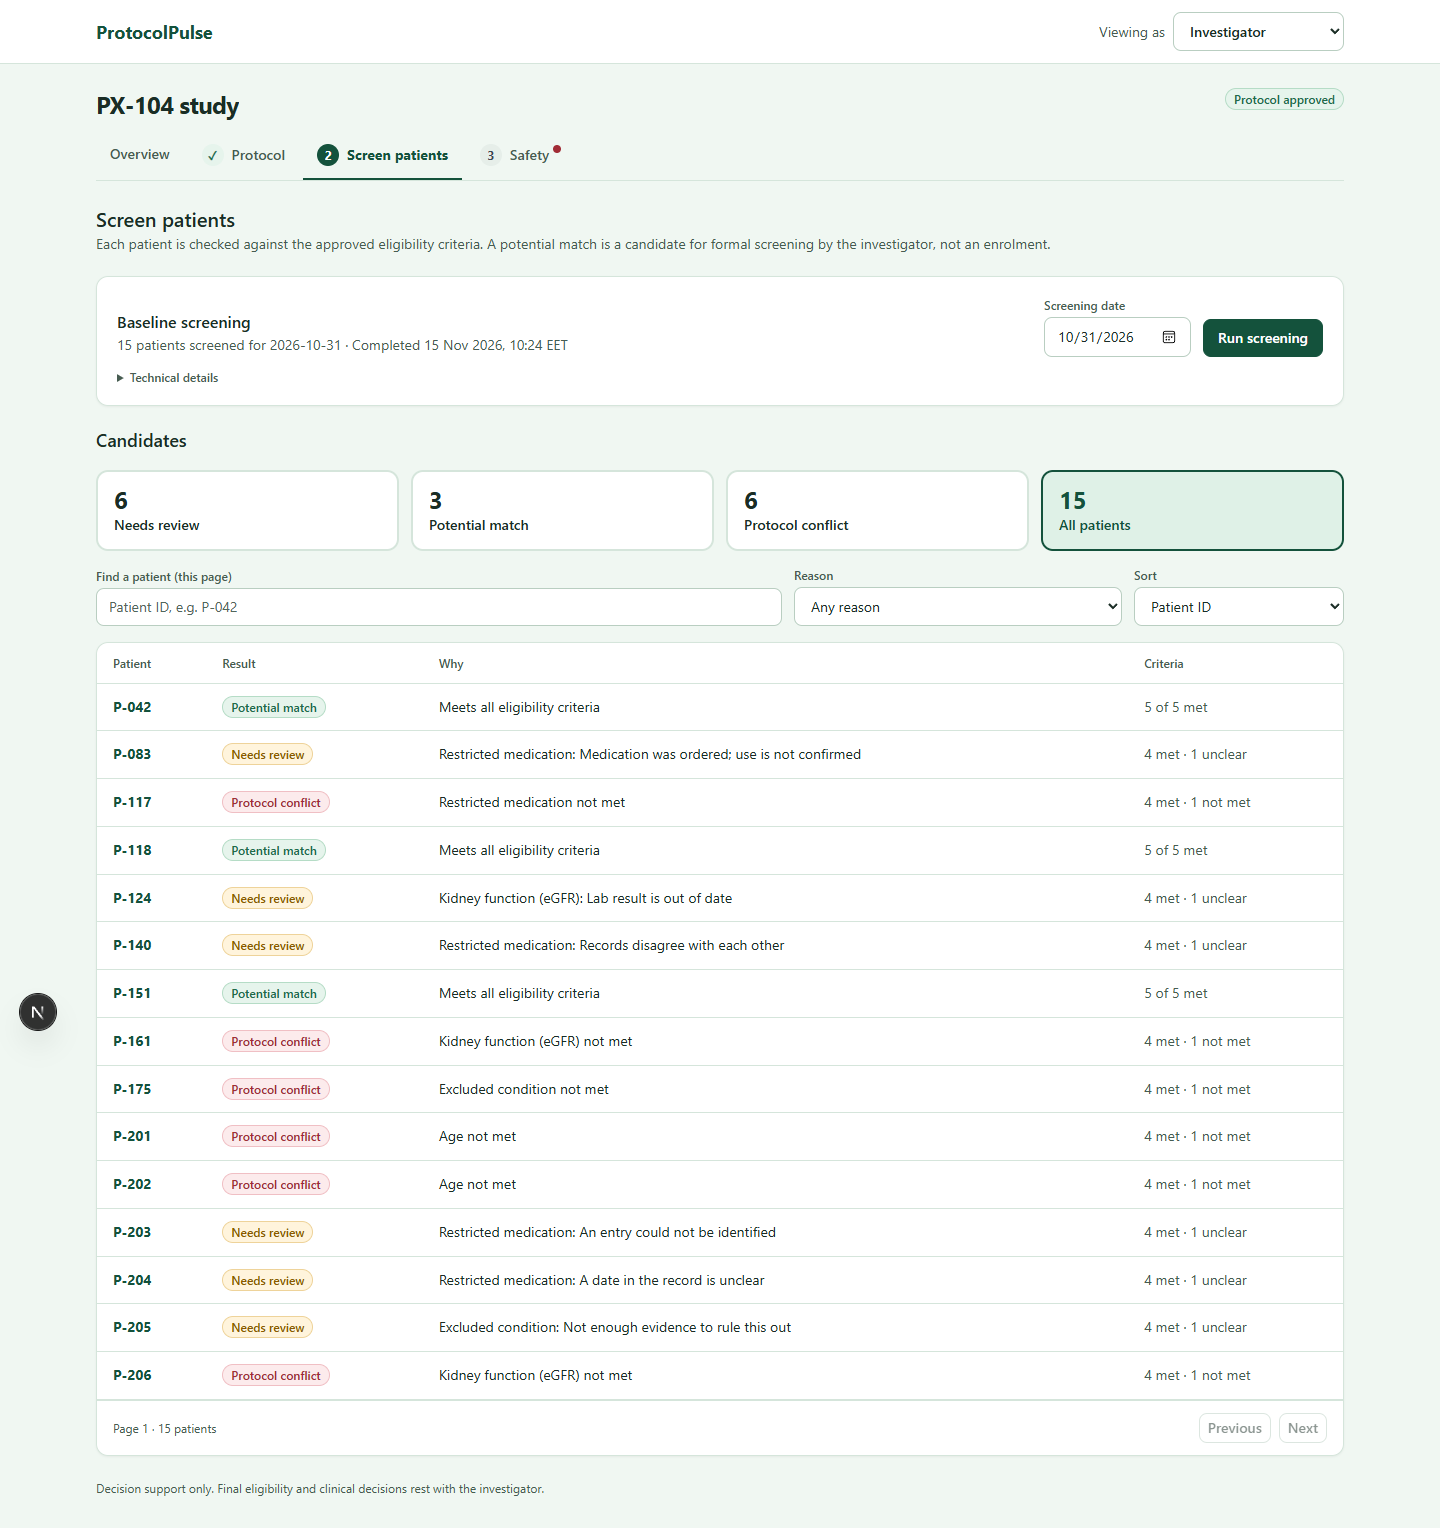 ProtocolPulse
Viewing as Investigator
PX-104 study
Protocol approved
Overview ✓ Protocol 2 Screen patients 3 Safety
Screen patients
Each patient is checked against the approved eligibility criteria. A potential match is a candidate for formal screening by the investigator, not an enrolment.
Baseline screening
15 patients screened for 2026-10-31 · Completed 15 Nov 2026, 10:24 EET
Technical details
Screening date
10/31/2026
Run screening
Candidates
6
Needs review
3
Potential match
6
Protocol conflict
15
All patients
Find a patient (this page)
Patient ID, e.g. P-042
Reason
Any reason
Sort
Patient ID
Patient Result Why Criteria
P-042 Potential match Meets all eligibility criteria 5 of 5 met
P-083 Needs review Restricted medication: Medication was ordered; use is not confirmed 4 met · 1 unclear
P-117 Protocol conflict Restricted medication not met 4 met · 1 not met
P-118 Potential match Meets all eligibility criteria 5 of 5 met
P-124 Needs review Kidney function (eGFR): Lab result is out of date 4 met · 1 unclear
P-140 Needs review Restricted medication: Records disagree with each other 4 met · 1 unclear
P-151 Potential match Meets all eligibility criteria 5 of 5 met
P-161 Protocol conflict Kidney function (eGFR) not met 4 met · 1 not met
P-175 Protocol conflict Excluded condition not met 4 met · 1 not met
P-201 Protocol conflict Age not met 4 met · 1 not met
P-202 Protocol conflict Age not met 4 met · 1 not met
P-203 Needs review Restricted medication: An entry could not be identified 4 met · 1 unclear
P-204 Needs review Restricted medication: A date in the record is unclear 4 met · 1 unclear
P-205 Needs review Excluded condition: Not enough evidence to rule this out 4 met · 1 unclear
P-206 Protocol conflict Kidney function (eGFR) not met 4 met · 1 not met
Page 1 · 15 patients
Previous Next
Decision support only. Final eligibility and clinical decisions rest with the investigator.
N